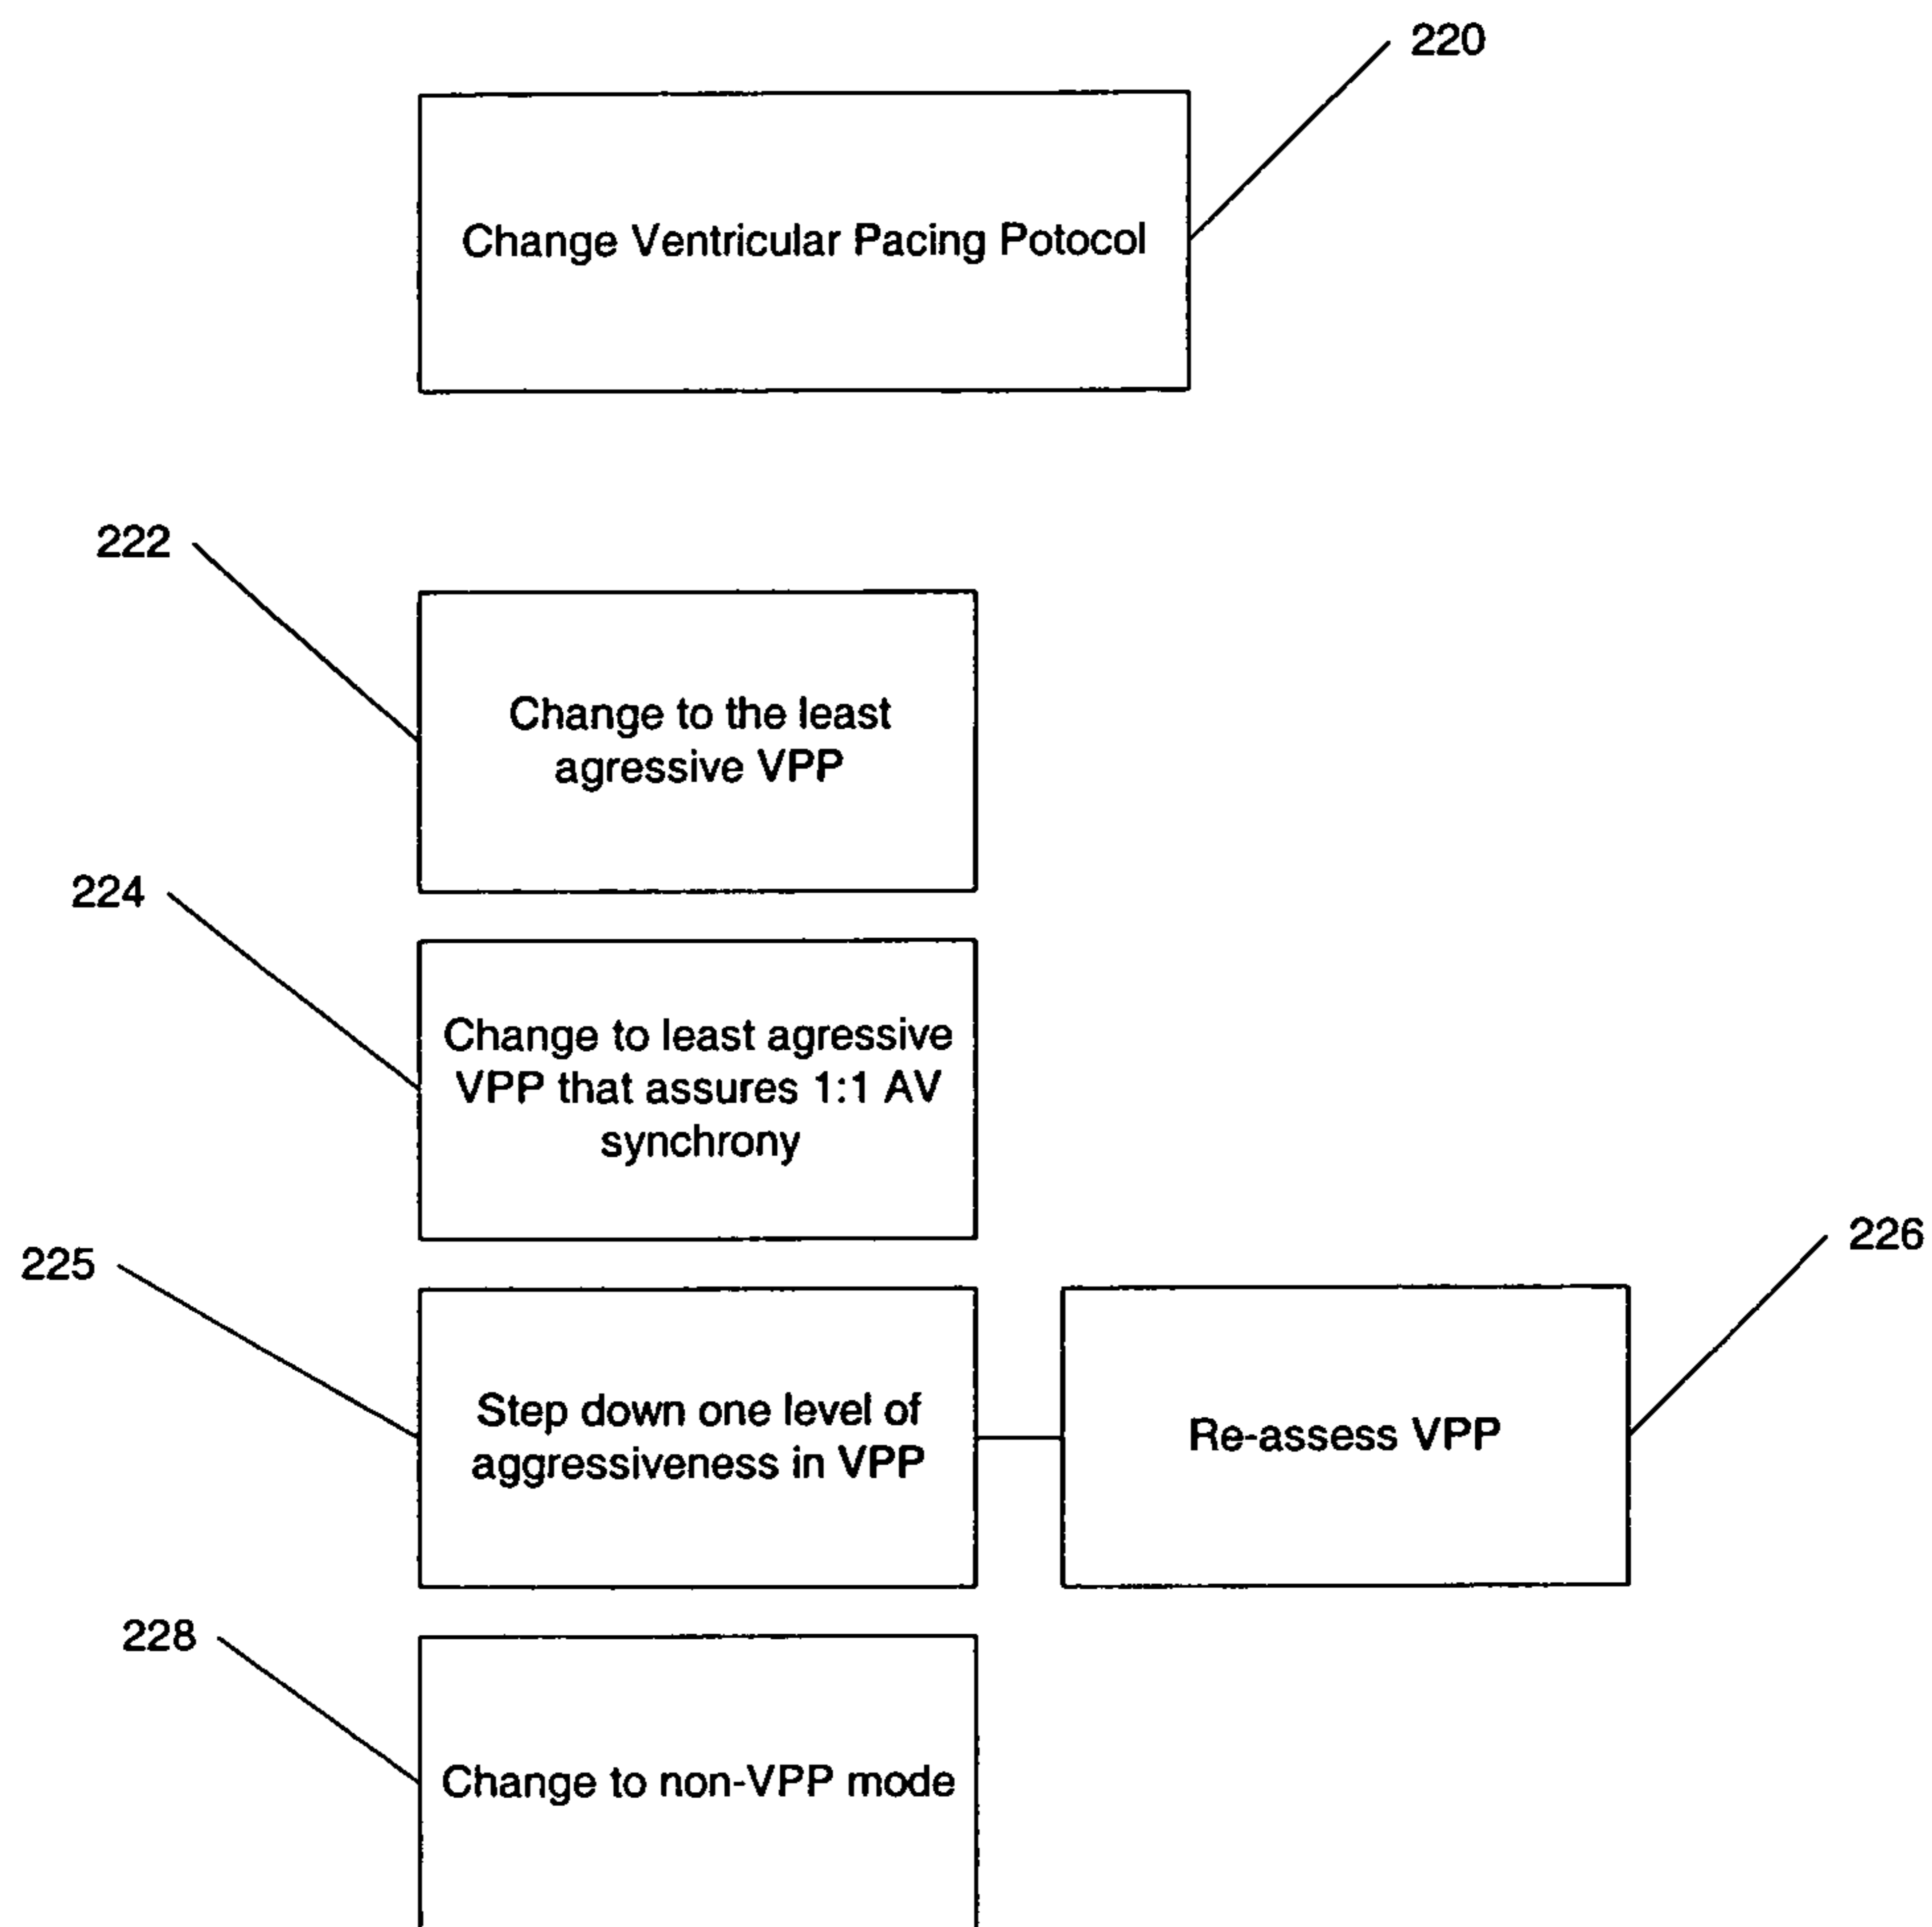 220
Change Ventricular Pacing Potocol
222
Change to the least
agressive VPP
224
Change to least agressive
VPP that assures 1:1 AV
synchrony
225
226
Step down one level of
aggressiveness in VPP
Re-assess VPP
228
Change to non-VPP mode